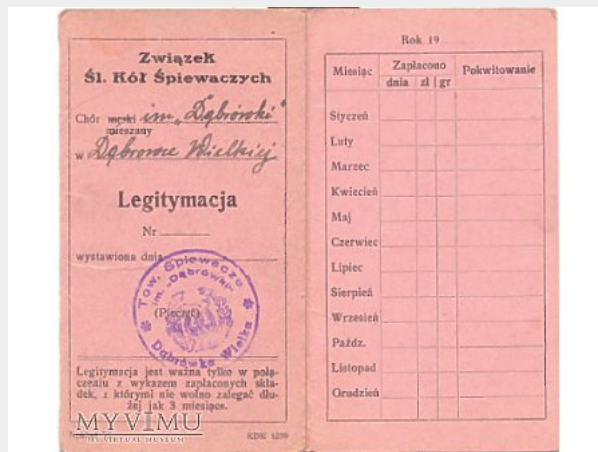 Związek
Śl. Kół Śpiewaczych
Chór męski im. „Dąbrówki"
mieszany
w Dąbrowce Wielkiej
Legitymacja
Nr
wystawiona dnia
Tow. Śpiewacze
im. „Dąbrówki"
(Pieczęć)
Dąbrówka Wielka
Legitymacja jest ważna tylko w połą-
czeniu z wykazem zapłaconych skła-
dek, z któremi nie wolno zalegać dłu-
żej jak 3 miesiące.
KDK 1239
MYVIMU
MY VIRTUAL MUSEUM
Rok 19
Miesiąc Zapłacono Pokwitowanie
dnia zł gr
Styczeń
Luty
Marzec
Kwiecień
Maj
Czerwiec
Lipiec
Sierpień
Wrzesień
Paźdz.
Listopad
Grudzień